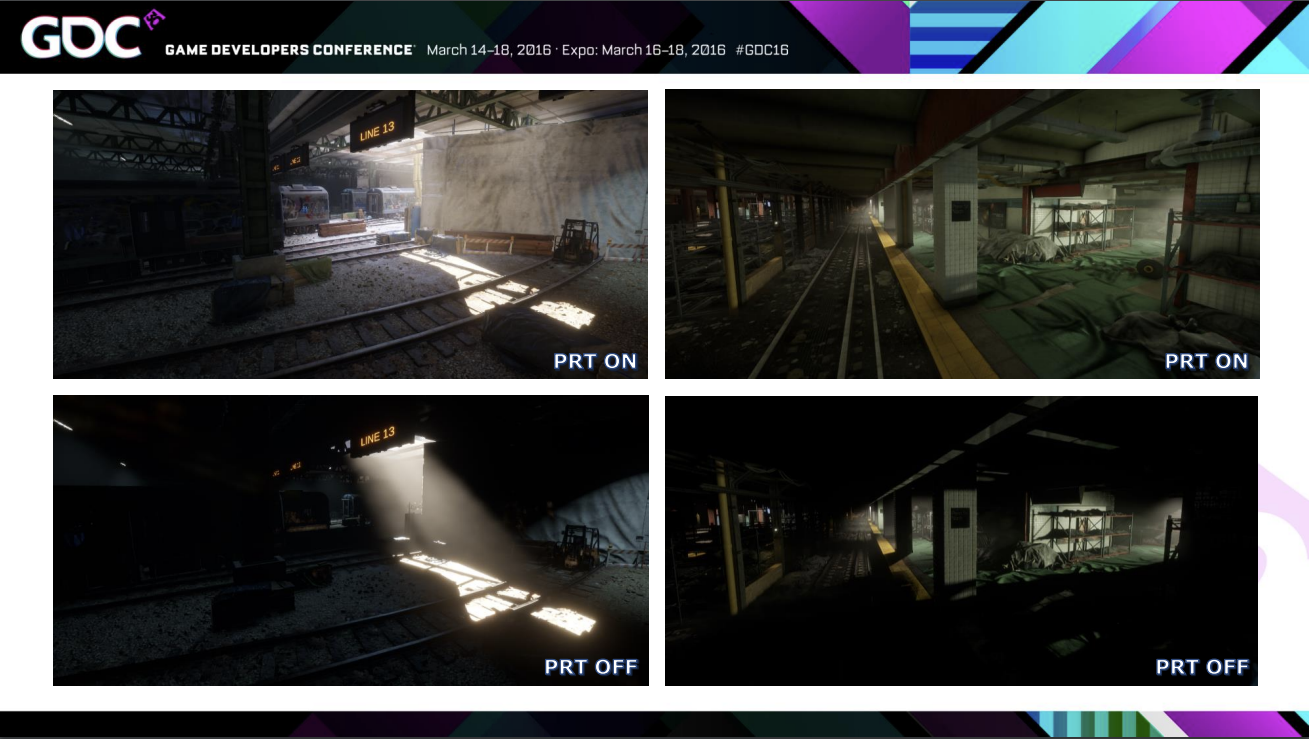 GDC
GAME DEVELOPERS CONFERENCE March 14–18, 2016 · Expo: March 16–18, 2016 #GDC16
LINE 13
PRT ON
PRT ON
LINE 13
PRT OFF
PRT OFF